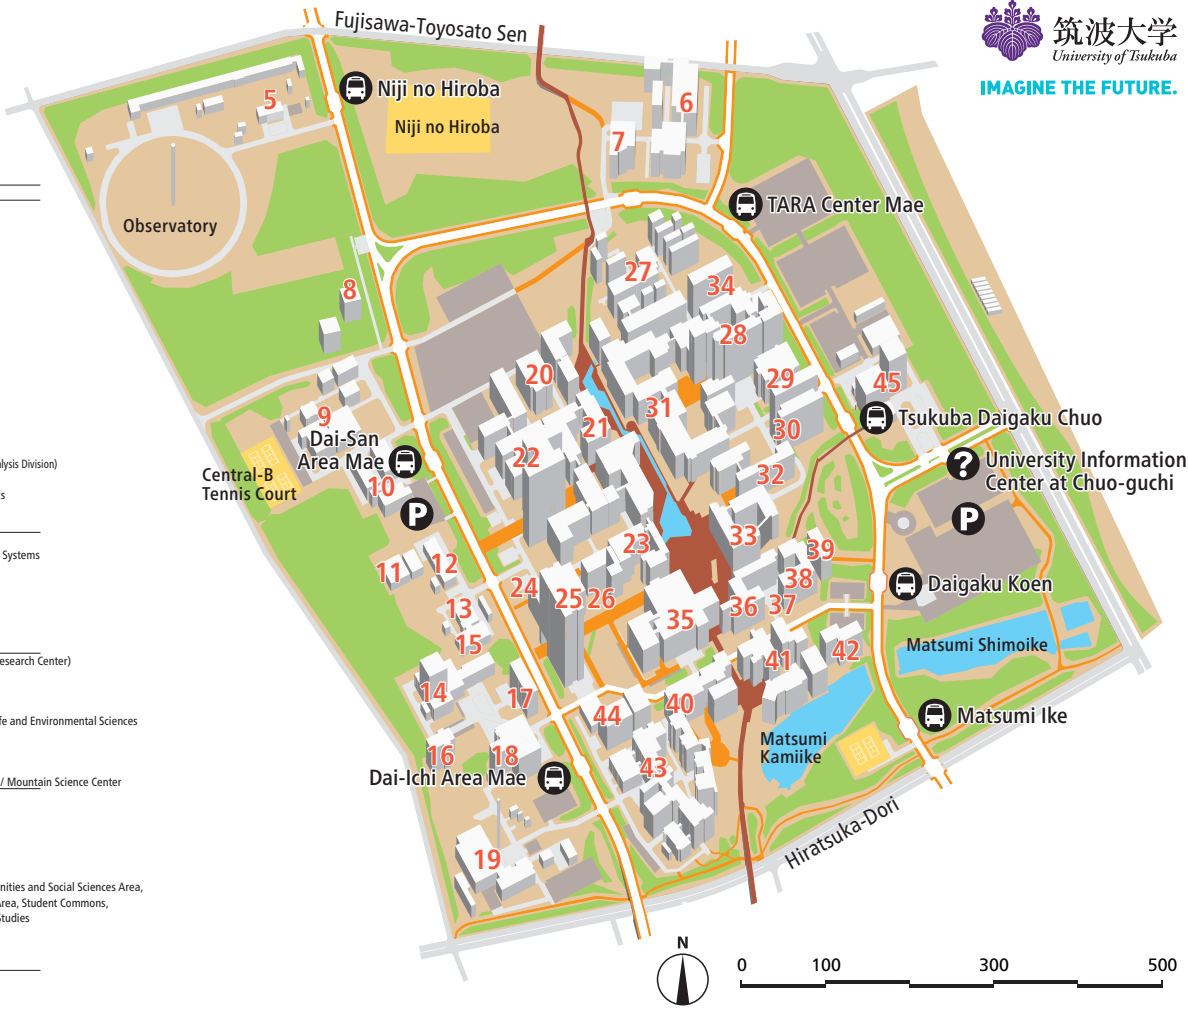 Fujisawa-Toyosato Sen
筑波大学
University of Tsukuba
IMAGINE THE FUTURE.
Niji no Hiroba
Niji no Hiroba
5
6
7
TARA Center Mae
Observatory
27
34
8
28
20
29
45
31
9
Tsukuba Daigaku Chuo
21
30
Dai-San
Area Mae
22
lysis Division)
Central-B
Tennis Court
10
32
?
University Information
Center at Chuo-guchi
s
P
P
33
23
39
Systems
12
11
38
Daigaku Koen
24
25
26
13
36
37
35
15
Matsumi Shimoike
42
41
esearch Center)
14
17
40
44
Matsumi Ike
fe and Environmental Sciences
Matsumi
Kamiike
16
18
43
Dai-Ichi Area Mae
/ Mountain Science Center
Hiratsuka-Dori
19
nities and Social Sciences Area,
Area, Student Commons,
Studies
N
0
100
300
500